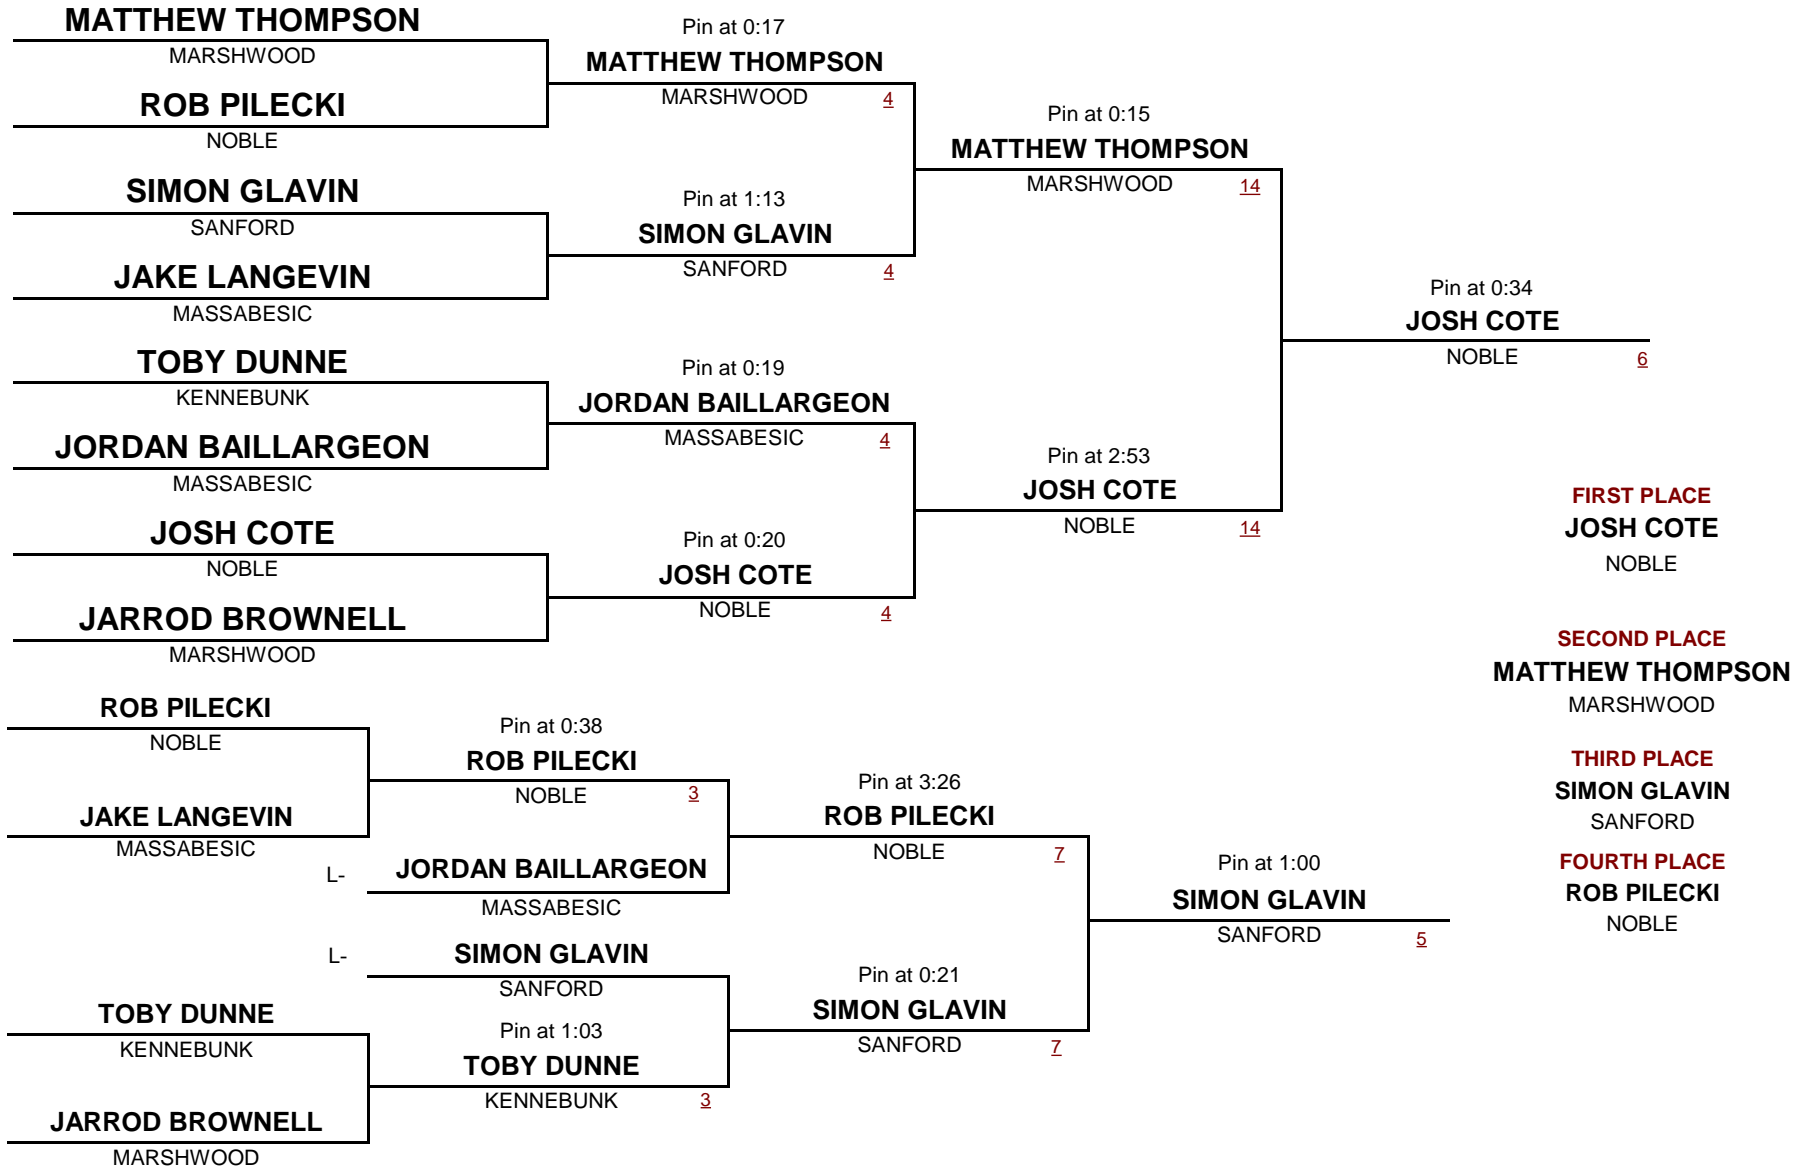 MATTHEW THOMPSON
MARSHWOOD
ROB PILECKI
NOBLE
SIMON GLAVIN
SANFORD
JAKE LANGEVIN
MASSABESIC
TOBY DUNNE
KENNEBUNK
JORDAN BAILLARGEON
MASSABESIC
JOSH COTE
NOBLE
JARROD BROWNELL
MARSHWOOD
Pin at 0:17
MATTHEW THOMPSON
MARSHWOOD 4
Pin at 1:13
SIMON GLAVIN
SANFORD 4
Pin at 0:19
JORDAN BAILLARGEON
MASSABESIC 4
Pin at 0:20
JOSH COTE
NOBLE 4
Pin at 0:15
MATTHEW THOMPSON
MARSHWOOD 14
Pin at 2:53
JOSH COTE
NOBLE 14
Pin at 0:34
JOSH COTE
NOBLE 6
FIRST PLACE
JOSH COTE
NOBLE
SECOND PLACE
MATTHEW THOMPSON
MARSHWOOD
THIRD PLACE
SIMON GLAVIN
SANFORD
FOURTH PLACE
ROB PILECKI
NOBLE
ROB PILECKI
NOBLE
JAKE LANGEVIN
MASSABESIC
TOBY DUNNE
KENNEBUNK
JARROD BROWNELL
MARSHWOOD
Pin at 0:38
ROB PILECKI
NOBLE 3
L- JORDAN BAILLARGEON
MASSABESIC
L- SIMON GLAVIN
SANFORD
Pin at 1:03
TOBY DUNNE
KENNEBUNK 3
Pin at 3:26
ROB PILECKI
NOBLE 7
Pin at 0:21
SIMON GLAVIN
SANFORD 7
Pin at 1:00
SIMON GLAVIN
SANFORD 5